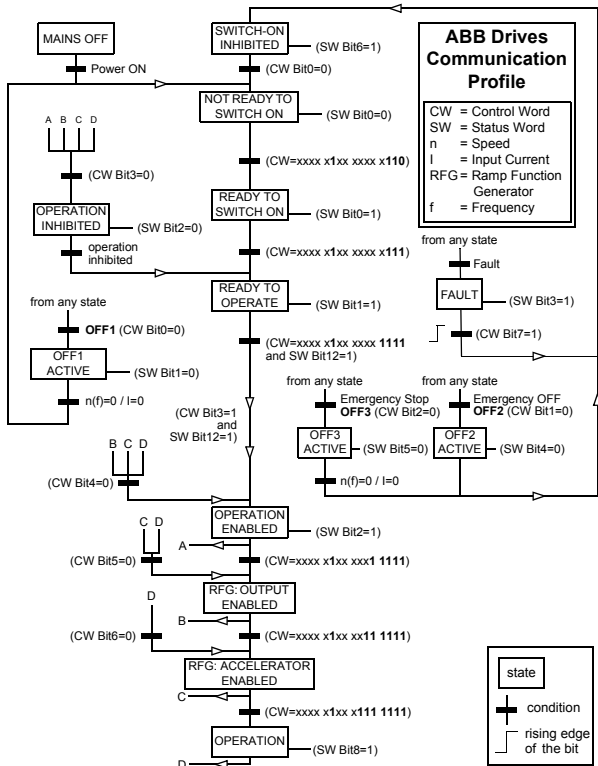 MAINS OFF
Power ON
SWITCH-ON
INHIBITED
(SW Bit6=1)
(CW Bit0=0)
ABB Drives
Communication
Profile
CW = Control Word
SW = Status Word
n = Speed
I = Input Current
RFG = Ramp Function
Generator
f = Frequency
NOT READY TO
SWITCH ON
(SW Bit0=0)
A B C D
(CW Bit3=0)
(CW=xxxx x1xx xxxx x110)
OPERATION
INHIBITED
(SW Bit2=0)
operation
inhibited
READY TO
SWITCH ON
(SW Bit0=1)
(CW=xxxx x1xx xxxx x111)
from any state
Fault
FAULT
(SW Bit3=1)
(CW Bit7=1)
READY TO
OPERATE
(SW Bit1=1)
(CW=xxxx x1xx xxxx 1111
and SW Bit12=1)
from any state
OFF1 (CW Bit0=0)
OFF1
ACTIVE
(SW Bit1=0)
n(f)=0 / I=0
(CW Bit3=1
and
SW Bit12=1)
from any state
Emergency Stop
OFF3 (CW Bit2=0)
OFF3
ACTIVE
(SW Bit5=0)
n(f)=0 / I=0
from any state
Emergency OFF
OFF2 (CW Bit1=0)
OFF2
ACTIVE
(SW Bit4=0)
B C D
(CW Bit4=0)
OPERATION
ENABLED
(SW Bit2=1)
A
C D
(CW Bit5=0)
(CW=xxxx x1xx xxx1 1111)
RFG: OUTPUT
ENABLED
B
D
(CW Bit6=0)
(CW=xxxx x1xx xx11 1111)
RFG: ACCELERATOR
ENABLED
C
(CW=xxxx x1xx x111 1111)
OPERATION
(SW Bit8=1)
D
state
condition
rising edge
of the bit